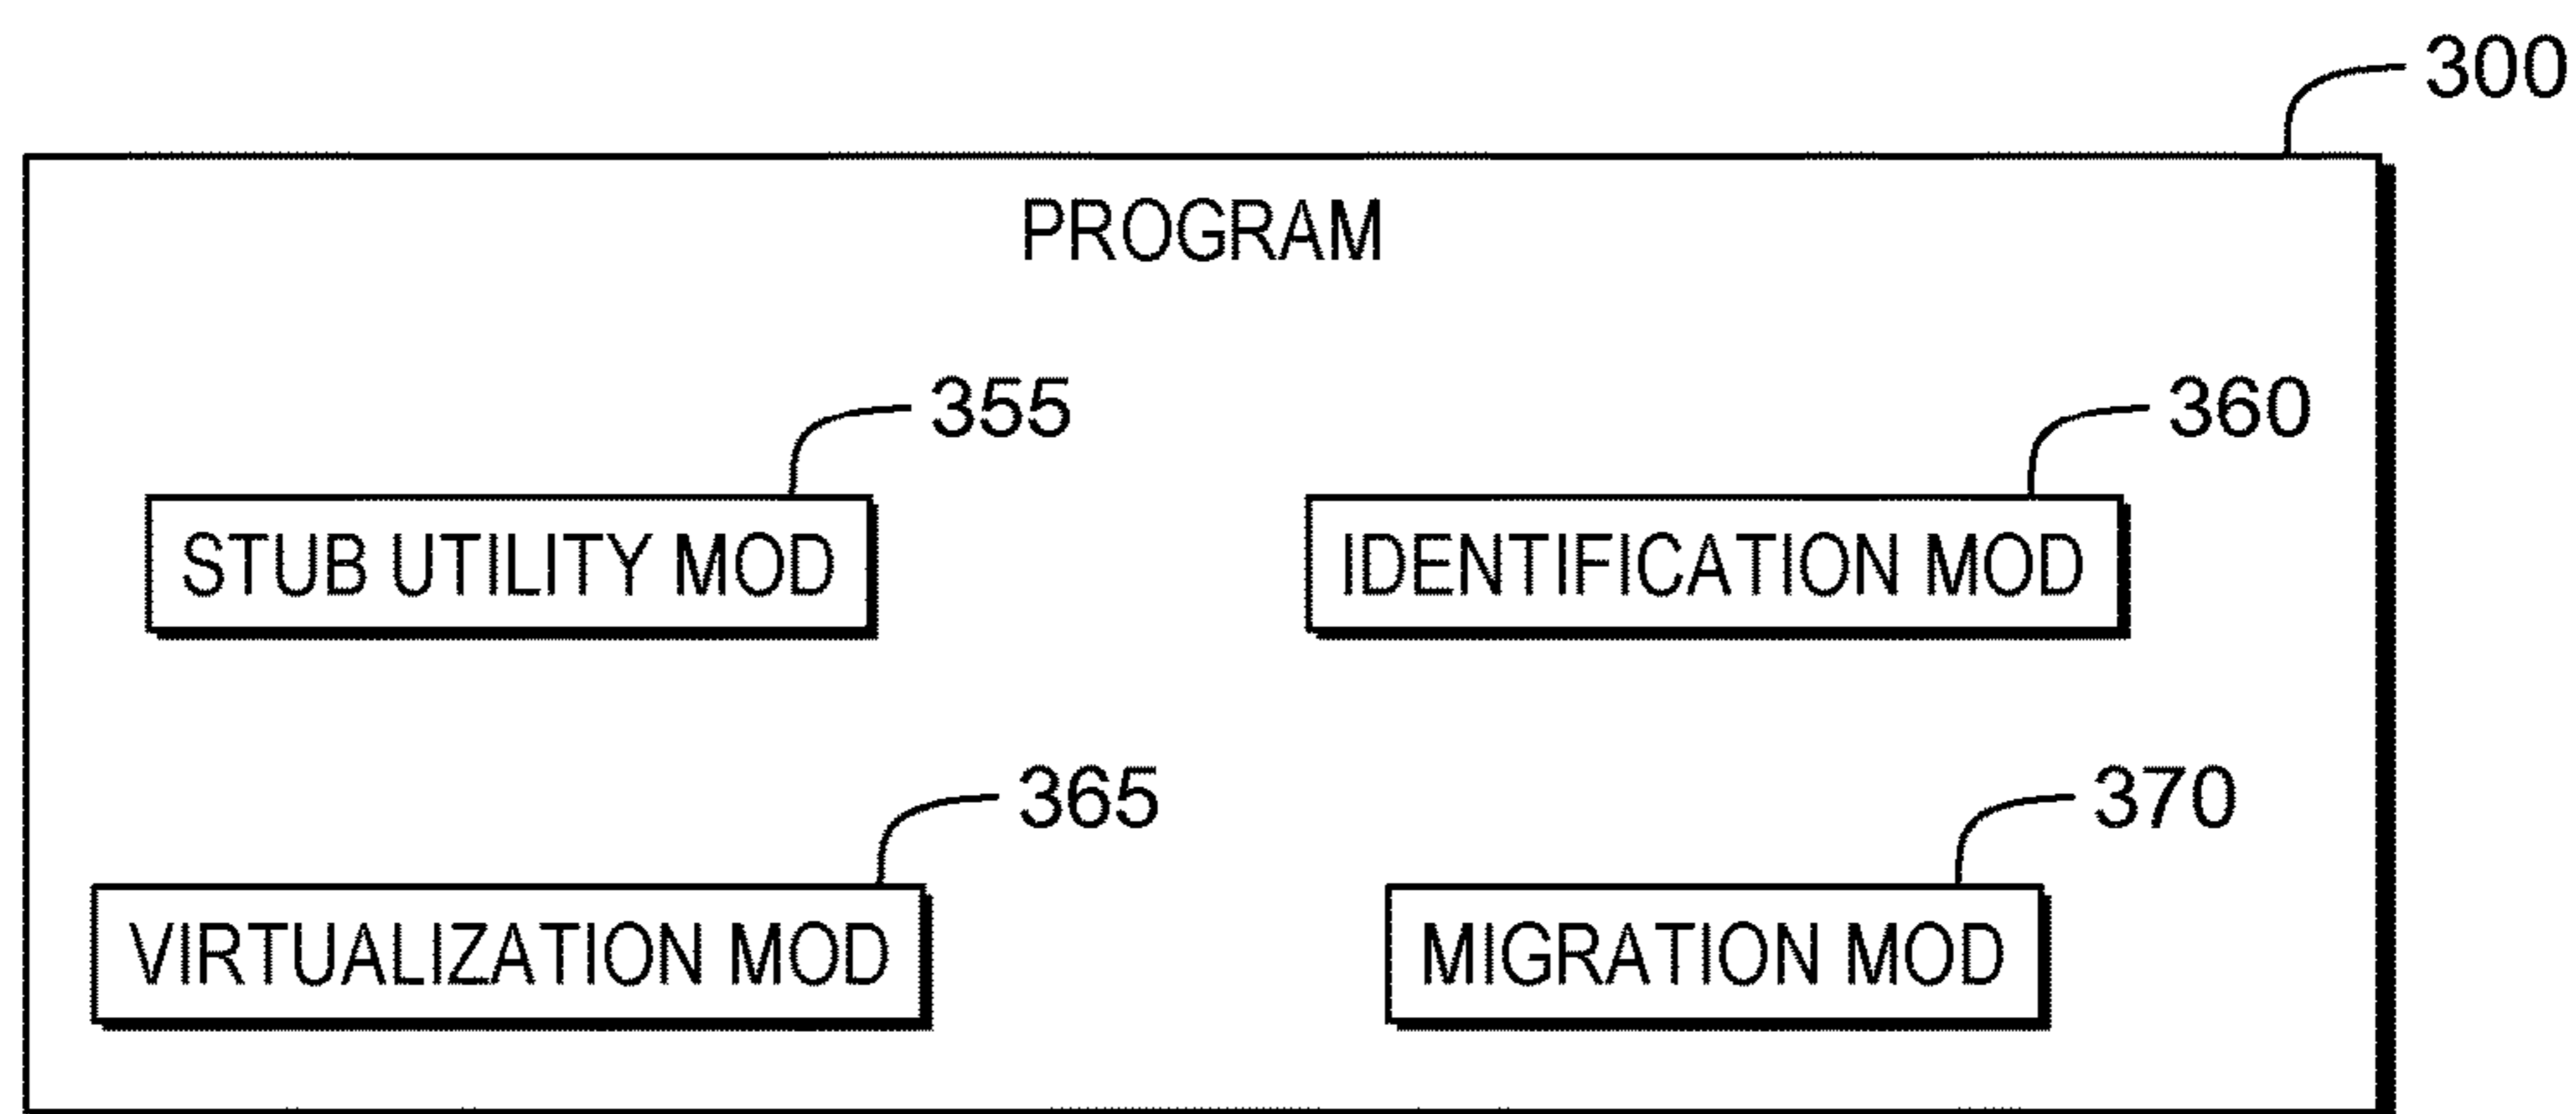 300
PROGRAM
355
360
STUB UTILITY MOD
IDENTIFICATION MOD
365
370
VIRTUALIZATION MOD
MIGRATION MOD